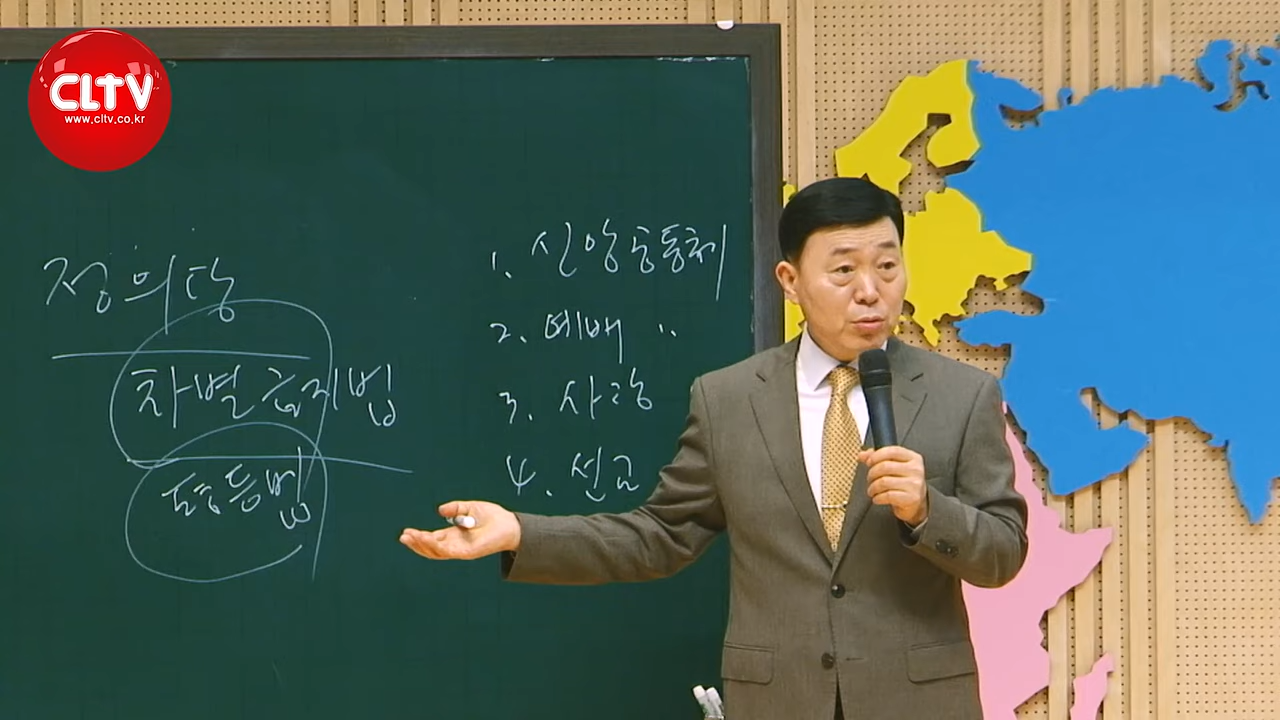 CLTV
www.cltv.co.kr
정의당
차별금지법
평등법
1. 신앙공동체
2. 예배 〃
3. 사랑
4. 선교